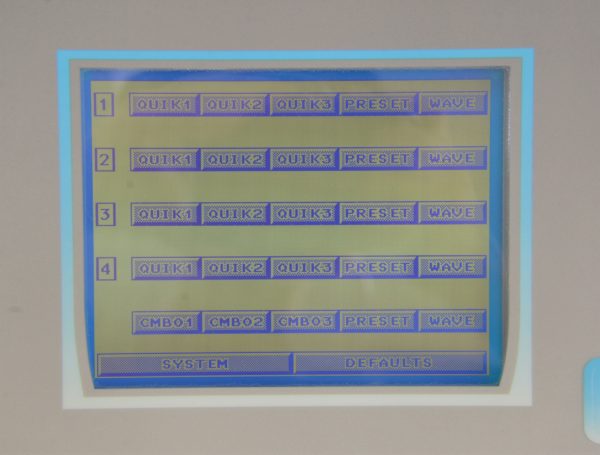 1 QUIK1 QUIK2 QUIK3 PRESET WAVE
2 QUIK1 QUIK2 QUIK3 PRESET WAVE
3 QUIK1 QUIK2 QUIK3 PRESET WAVE
4 QUIK1 QUIK2 QUIK3 PRESET WAVE
CMBO1 CMBO2 CMBO3 PRESET WAVE
SYSTEM DEFAULTS